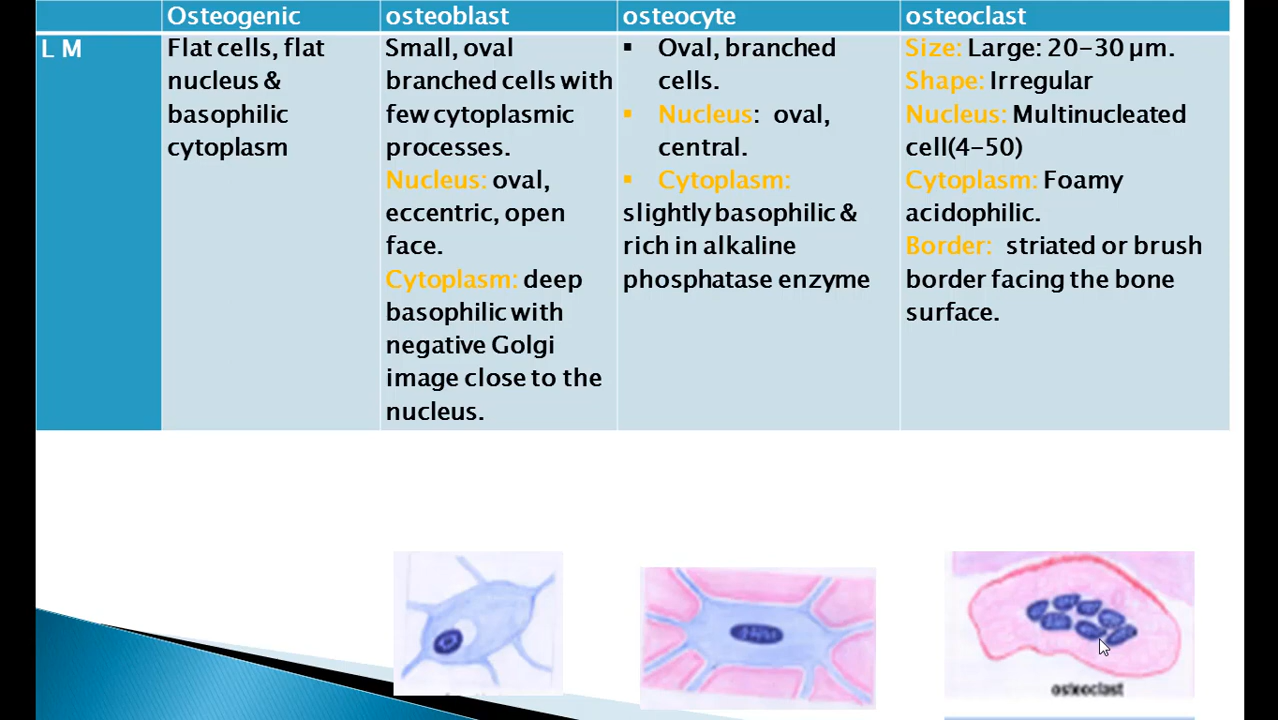 Osteogenic
osteoblast
osteocyte
osteoclast
L M
Flat cells, flat
nucleus &
basophilic
cytoplasm
Small, oval
branched cells with
few cytoplasmic
processes.
Nucleus: oval,
eccentric, open
face.
Cytoplasm: deep
basophilic with
negative Golgi
image close to the
nucleus.
▪ Oval, branched
cells.
▪ Nucleus: oval,
central.
▪ Cytoplasm:
slightly basophilic &
rich in alkaline
phosphatase enzyme
Size: Large: 20-30 µm.
Shape: Irregular
Nucleus: Multinucleated
cell(4-50)
Cytoplasm: Foamy
acidophilic.
Border: striated or brush
border facing the bone
surface.
osteoclast